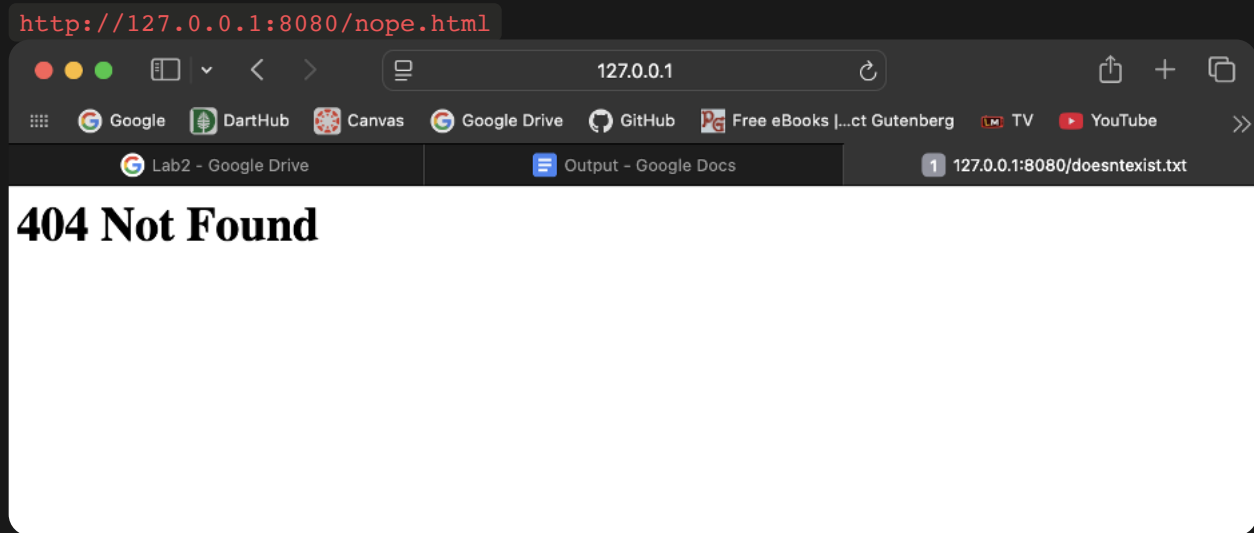 http://127.0.0.1:8080/nope.html
127.0.0.1
Google DartHub Canvas Google Drive GitHub Free eBooks |...ct Gutenberg LM TV YouTube
Lab2 - Google Drive Output - Google Docs 1 127.0.0.1:8080/doesntexist.txt
404 Not Found